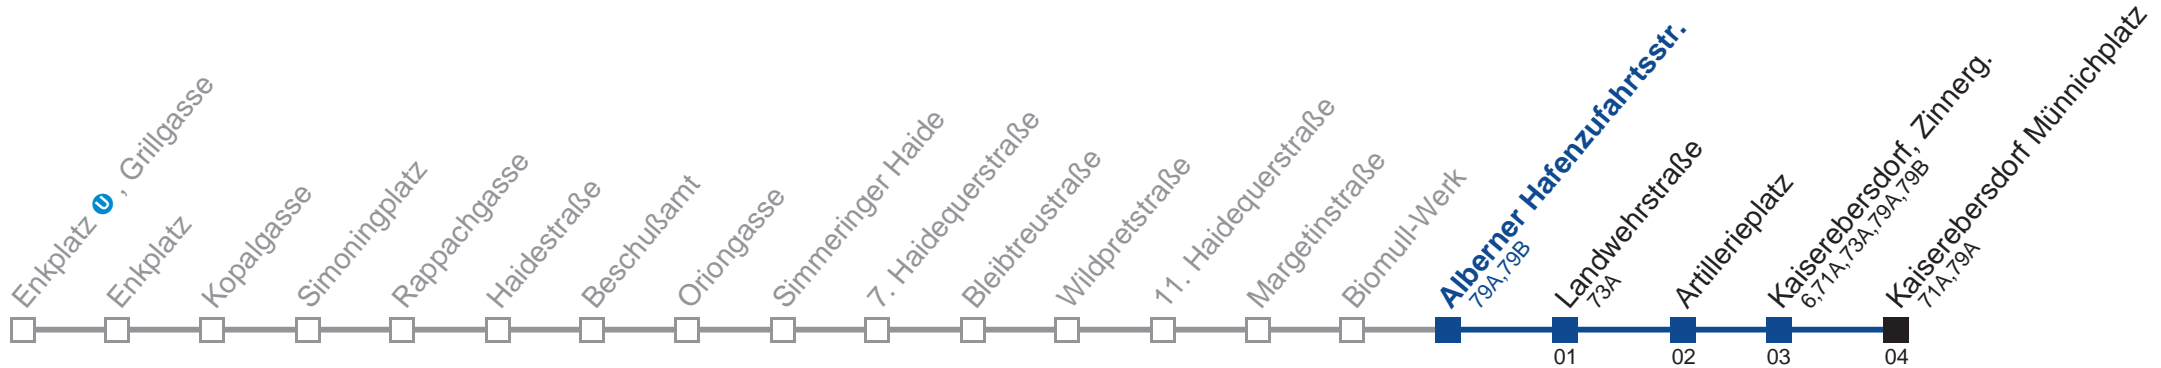 Enkplatz U , Grillgasse
Enkplatz
Kopalgasse
Simoningplatz
Rappachgasse
Haidestraße
Beschußamt
Oriongasse
Simmeringer Haide
7. Haidequerstraße
Bleibtreustraße
Wildpretstraße
11. Haidequerstraße
Margetinstraße
Biomull-Werk
Alberner Hafenzufahrtsstr.
79A,79B
Landwehrstraße
73A
Artillerieplatz
Kaiserebersdorf, Zinnerg.
6,71A,73A,79A,79B
Kaiserebersdorf Münnichplatz
71A,79A
01
02
03
04